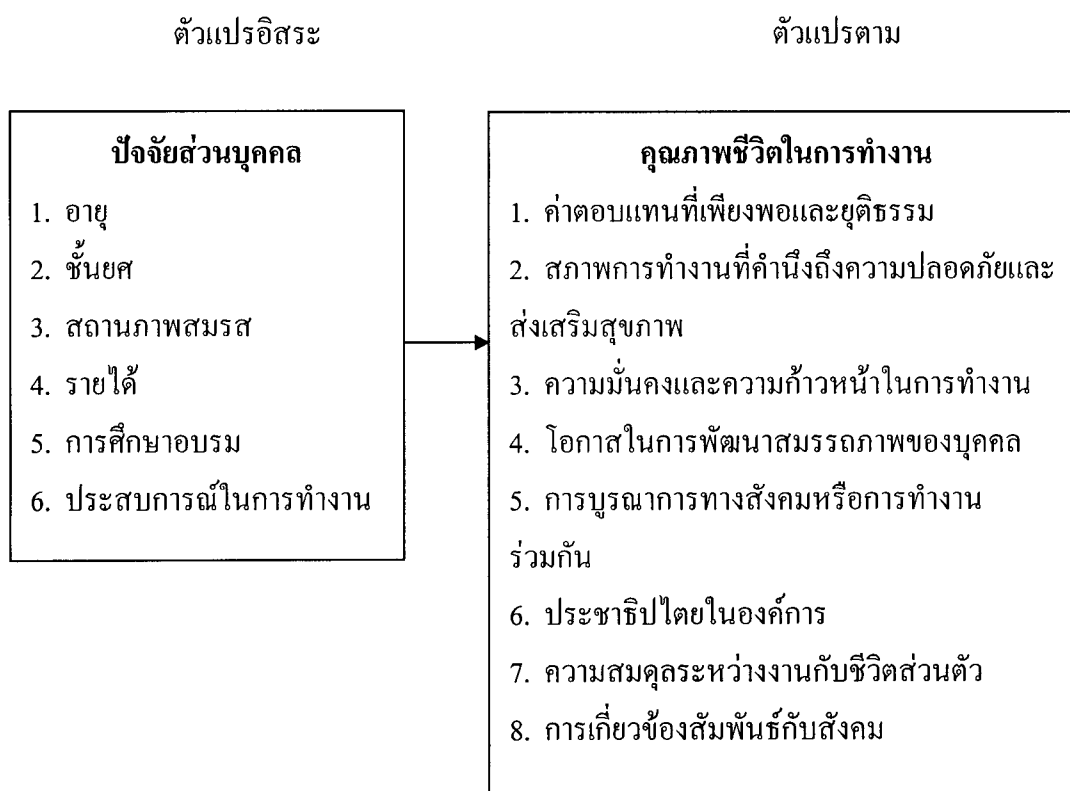 ตัวแปรอิสระ
ตัวแปรตาม
ปัจจัยส่วนบุคคล
1. อายุ
2. ชั้นยศ
3. สถานภาพสมรส
4. รายได้
5. การศึกษาอบรม
6. ประสบการณ์ในการทำงาน
คุณภาพชีวิตในการทำงาน
1. ค่าตอบแทนที่เพียงพอและยุติธรรม
2. สภาพการทำงานที่คำนึงถึงความปลอดภัยและ
ส่งเสริมสุขภาพ
3. ความมั่นคงและความก้าวหน้าในการทำงาน
4. โอกาสในการพัฒนาสมรรถภาพของบุคคล
5. การบูรณาการทางสังคมหรือการทำงาน
ร่วมกัน
6. ประชาธิปไตยในองค์การ
7. ความสมดุลระหว่างงานกับชีวิตส่วนตัว
8. การเกี่ยวข้องสัมพันธ์กับสังคม